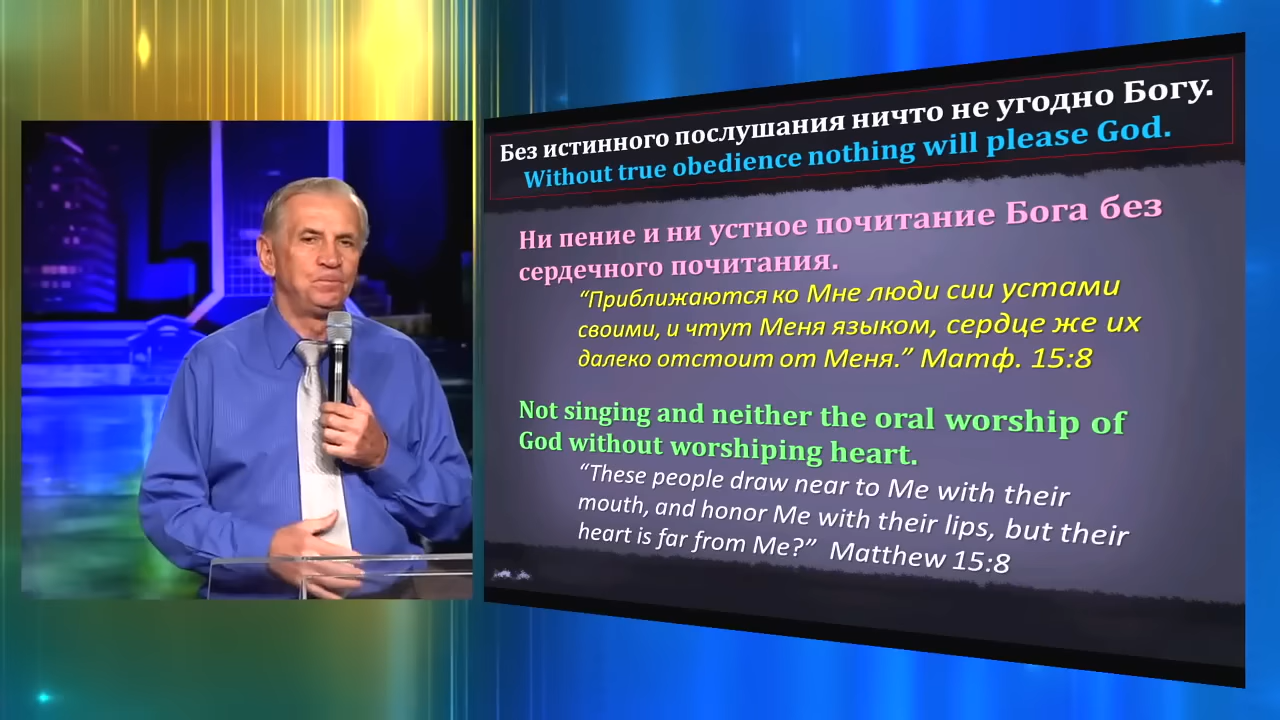 Без истинного послушания ничто не угодно Богу.
Without true obedience nothing will please God.
Ни пение и ни устное почитание Бога без
сердечного почитания.
“Приближаются ко Мне люди сии устами
своими, и чтут Меня языком, сердце же их
далеко отстоит от Меня.” Матф. 15:8
Not singing and neither the oral worship of
God without worshiping heart.
“These people draw near to Me with their
mouth, and honor Me with their lips, but their
heart is far from Me?” Matthew 15:8